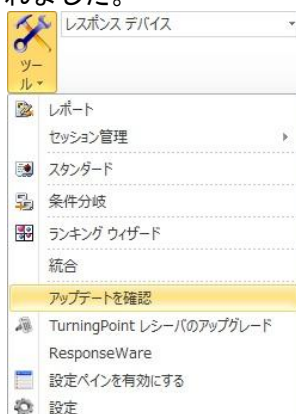 れました。
レスポンス デバイス
ツー
ル
レポート
セッション管理
スタンダード
条件分岐
ランキング ウィザード
統合
アップデートを確認
TurningPoint レシーバのアップグレード
ResponseWare
設定ペインを有効にする
設定